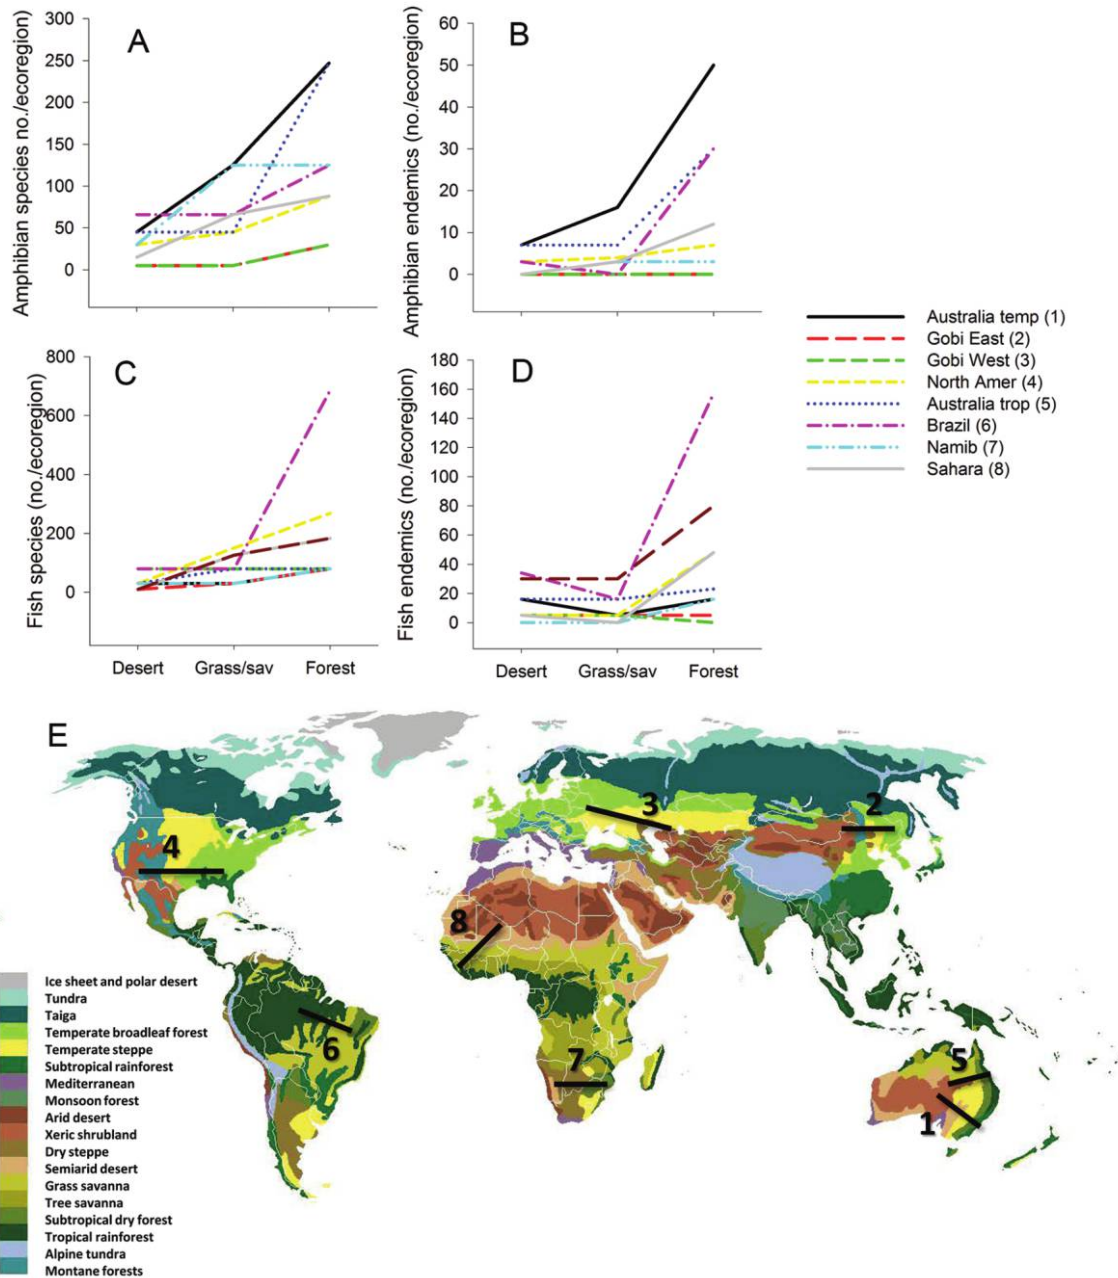 A
Amphibian species no./ecoregion)
300
250
200
150
100
50
0
B
Amphibian endemics (no./ecoregion)
60
50
40
30
20
10
0
C
Fish species (no./ecoregion)
800
600
400
200
0
Desert Grass/sav Forest
D
Fish endemics (no./ecoregion)
180
160
140
120
100
80
60
40
20
0
Desert Grass/sav Forest
Australia temp (1)
Gobi East (2)
Gobi West (3)
North Amer (4)
Australia trop (5)
Brazil (6)
Namib (7)
Sahara (8)
E
3
2
4
8
6
7
5
1
Ice sheet and polar desert
Tundra
Taiga
Temperate broadleaf forest
Temperate steppe
Subtropical rainforest
Mediterranean
Monsoon forest
Arid desert
Xeric shrubland
Dry steppe
Semiarid desert
Grass savanna
Tree savanna
Subtropical dry forest
Tropical rainforest
Alpine tundra
Montane forests